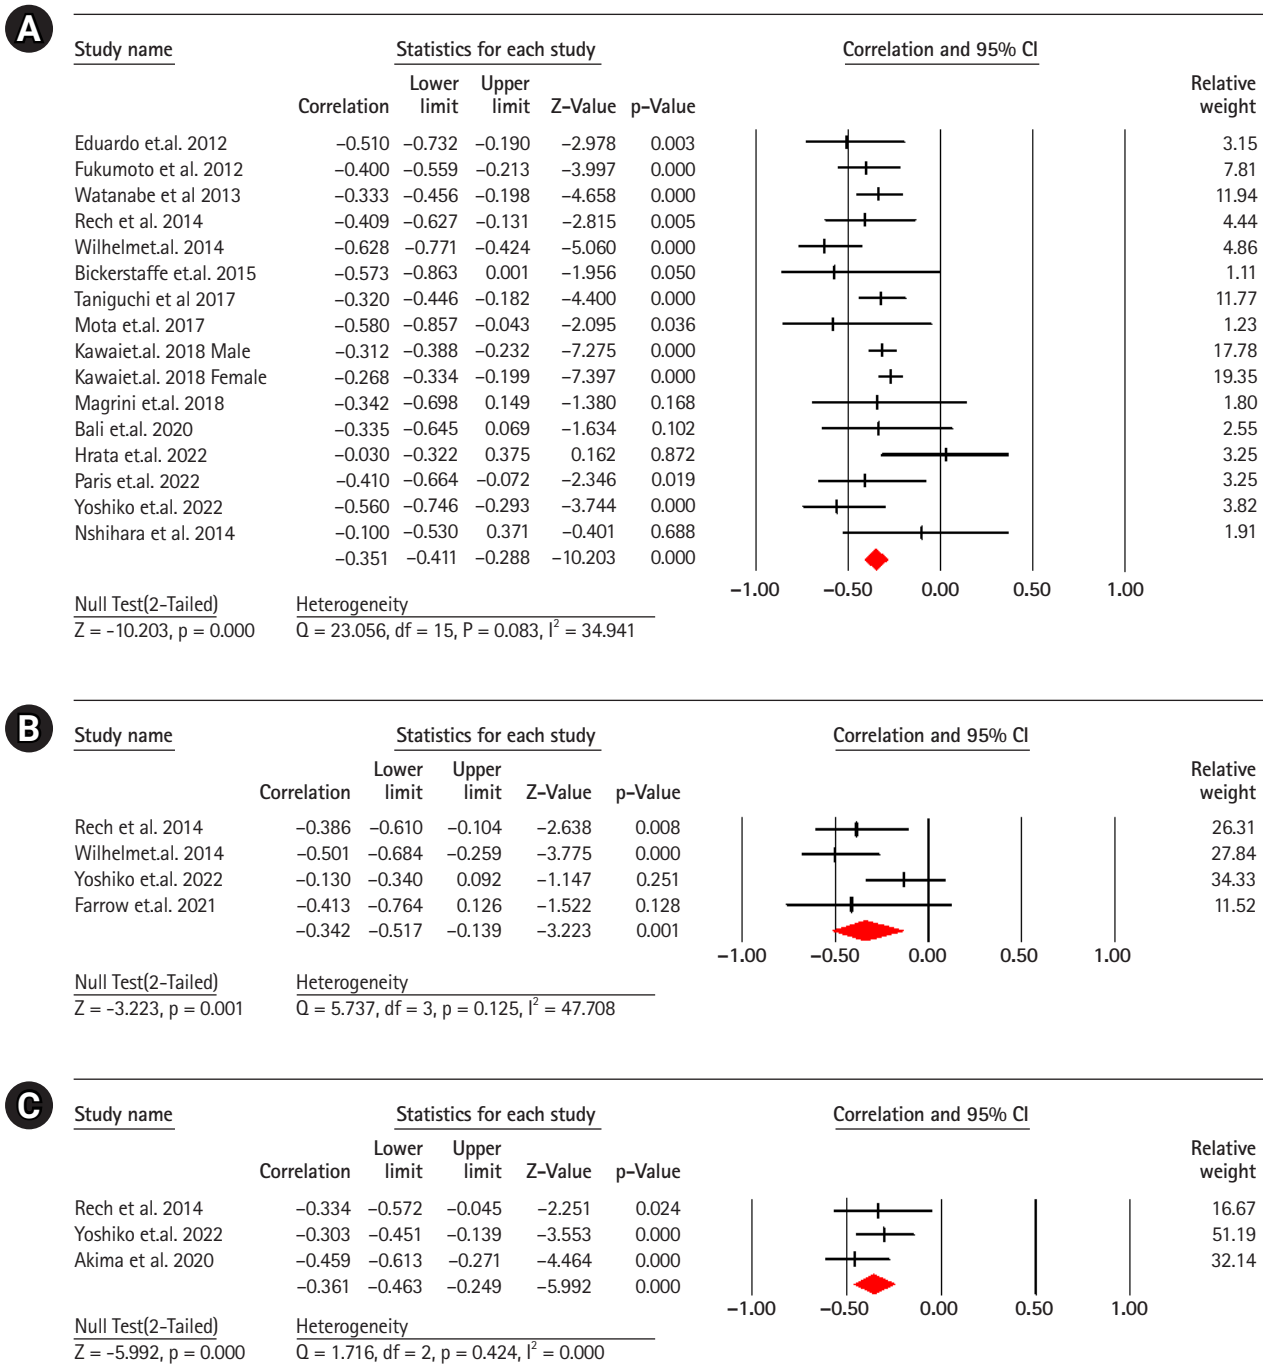 A
Study name Statistics for each study Correlation and 95% CI
Lower Upper Relative
Correlation limit limit Z-Value p-Value weight
Eduardo et.al. 2012 −0.510 −0.732 −0.190 −2.978 0.003 3.15
Fukumoto et al. 2012 −0.400 −0.559 −0.213 −3.997 0.000 7.81
Watanabe et al 2013 −0.333 −0.456 −0.198 −4.658 0.000 11.94
Rech et al. 2014 −0.409 −0.627 −0.131 −2.815 0.005 4.44
Wilhelmet.al. 2014 −0.628 −0.771 −0.424 −5.060 0.000 4.86
Bickerstaffe et.al. 2015 −0.573 −0.863 0.001 −1.956 0.050 1.11
Taniguchi et al 2017 −0.320 −0.446 −0.182 −4.400 0.000 11.77
Mota et.al. 2017 −0.580 −0.857 −0.043 −2.095 0.036 1.23
Kawaiet.al. 2018 Male −0.312 −0.388 −0.232 −7.275 0.000 17.78
Kawaiet.al. 2018 Female −0.268 −0.334 −0.199 −7.397 0.000 19.35
Magrini et.al. 2018 −0.342 −0.698 0.149 −1.380 0.168 1.80
Bali et.al. 2020 −0.335 −0.645 0.069 −1.634 0.102 2.55
Hrata et.al. 2022 −0.030 −0.322 0.375 0.162 0.872 3.25
Paris et.al. 2022 −0.410 −0.664 −0.072 −2.346 0.019 3.25
Yoshiko et.al. 2022 −0.560 −0.746 −0.293 −3.744 0.000 3.82
Nshihara et al. 2014 −0.100 −0.530 0.371 −0.401 0.688 1.91
−0.351 −0.411 −0.288 −10.203 0.000
−1.00 −0.50 0.00 0.50 1.00
Null Test(2-Tailed) Heterogeneity
Z = -10.203, p = 0.000 Q = 23.056, df = 15, P = 0.083, I² = 34.941
B
Study name Statistics for each study Correlation and 95% CI
Lower Upper Relative
Correlation limit limit Z-Value p-Value weight
Rech et al. 2014 −0.386 −0.610 −0.104 −2.638 0.008 26.31
Wilhelmet.al. 2014 −0.501 −0.684 −0.259 −3.775 0.000 27.84
Yoshiko et.al. 2022 −0.130 −0.340 0.092 −1.147 0.251 34.33
Farrow et.al. 2021 −0.413 −0.764 0.126 −1.522 0.128 11.52
−0.342 −0.517 −0.139 −3.223 0.001
−1.00 −0.50 0.00 0.50 1.00
Null Test(2-Tailed) Heterogeneity
Z = -3.223, p = 0.001 Q = 5.737, df = 3, p = 0.125, I² = 47.708
C
Study name Statistics for each study Correlation and 95% CI
Lower Upper Relative
Correlation limit limit Z-Value p-Value weight
Rech et al. 2014 −0.334 −0.572 −0.045 −2.251 0.024 16.67
Yoshiko et.al. 2022 −0.303 −0.451 −0.139 −3.553 0.000 51.19
Akima et al. 2020 −0.459 −0.613 −0.271 −4.464 0.000 32.14
−0.361 −0.463 −0.249 −5.992 0.000
−1.00 −0.50 0.00 0.50 1.00
Null Test(2-Tailed) Heterogeneity
Z = -5.992, p = 0.000 Q = 1.716, df = 2, p = 0.424, I² = 0.000